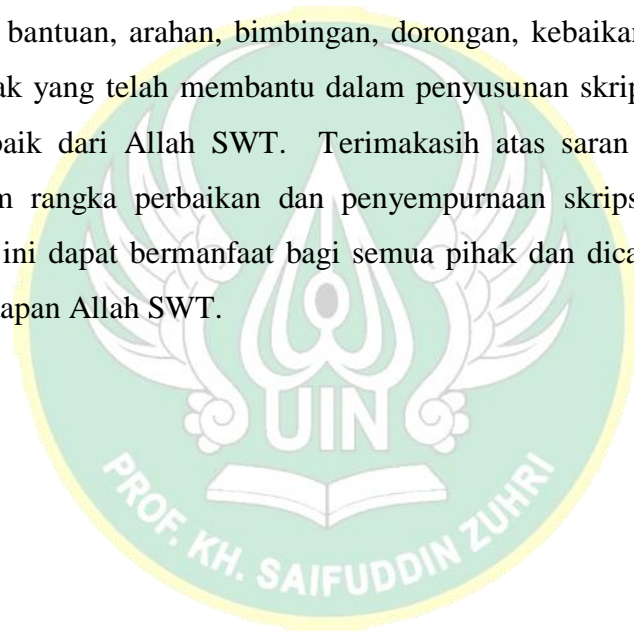 bantuan, arahan, bimbingan, dorongan, kebaikan
yang telah membantu dalam penyusunan skrip
dari Allah SWT. Terimakasih atas saran
rangka perbaikan dan penyempurnaan skrips
ini dapat bermanfaat bagi semua pihak dan dica
apan Allah SWT.
UIN
PROF. KH. SAIFUDDIN ZUHRI